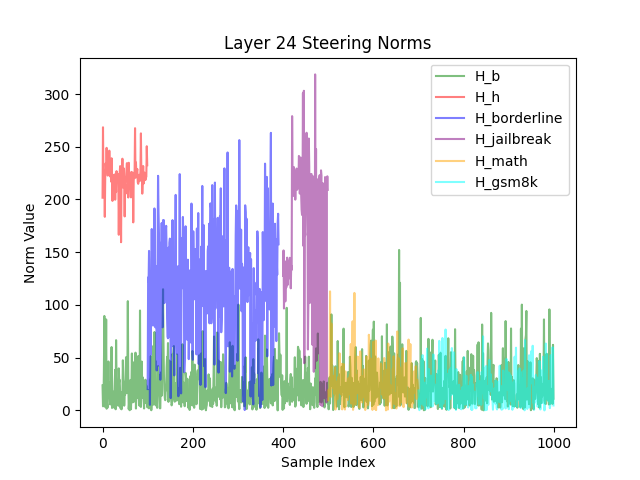 Layer 24 Steering Norms
H_b
H_h
H_borderline
H_jailbreak
H_math
H_gsm8k
300
250
200
150
100
50
0
Norm Value
0 200 400 600 800 1000
Sample Index